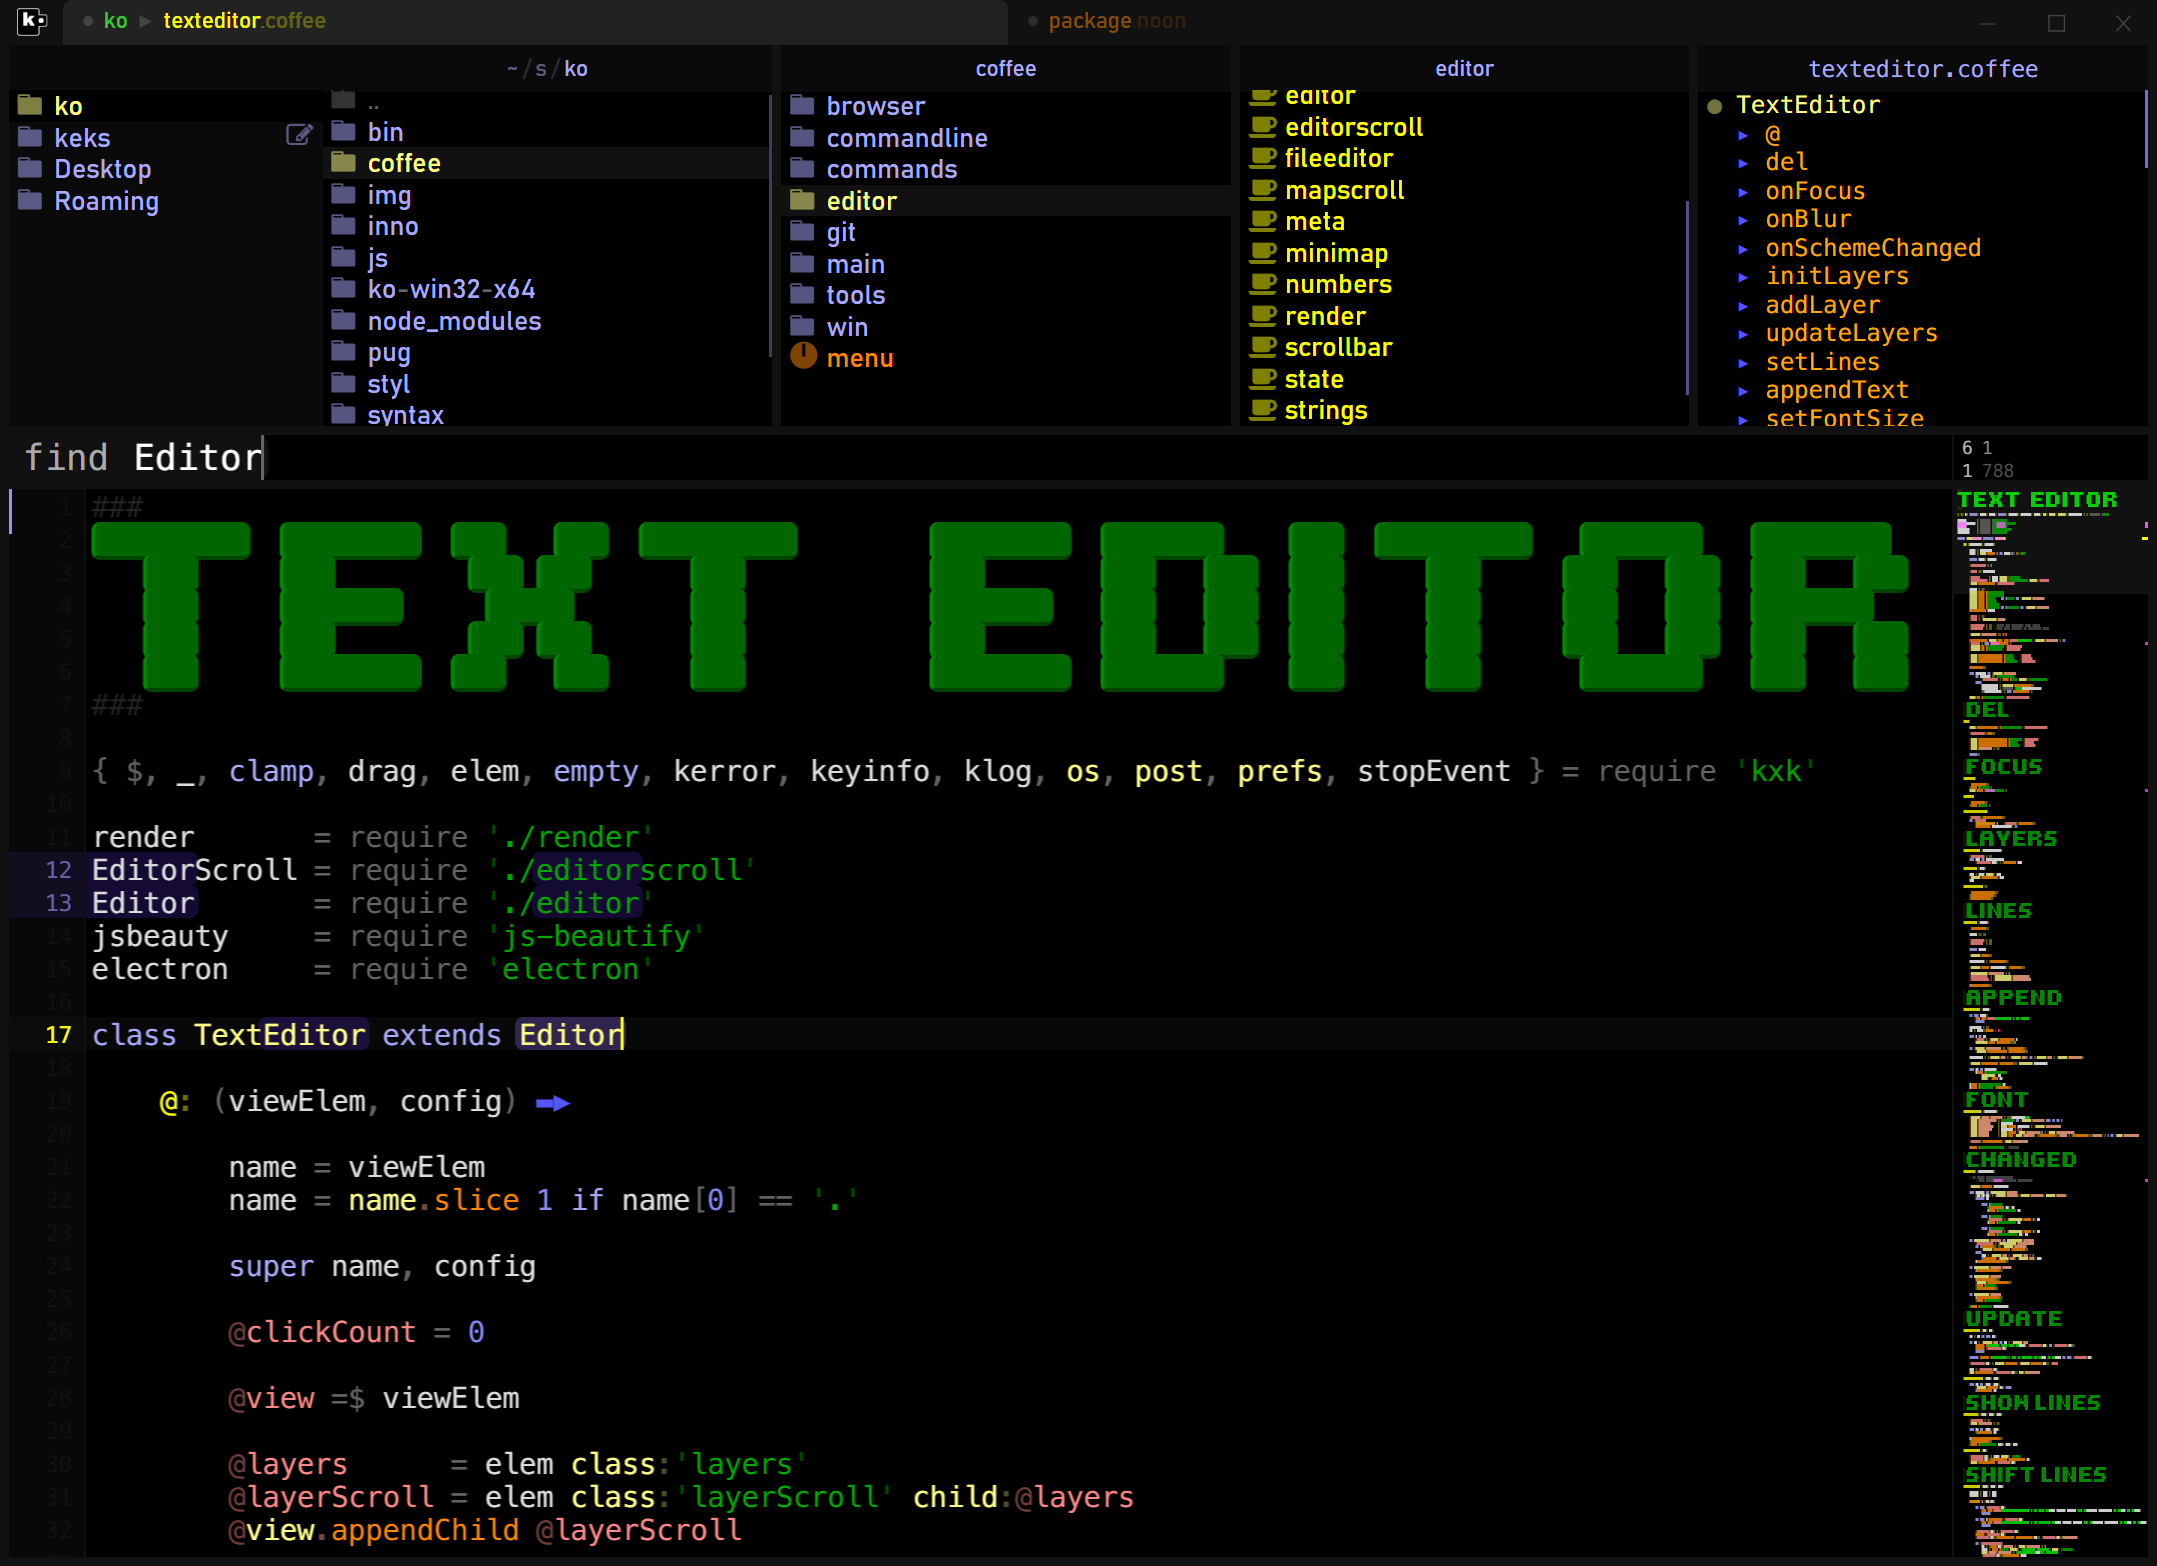 k
ko ▸ texteditor.coffee
package.noon
~/s/ko
coffee
editor
texteditor.coffee
ko
keks
Desktop
Roaming
..
bin
coffee
img
inno
js
ko-win32-x64
node_modules
pug
styl
syntax
browser
commandline
commands
editor
git
main
tools
win
menu
editor
editorscroll
fileeditor
mapscroll
meta
minimap
numbers
render
scrollbar
state
strings
TextEditor
▸ @
▸ del
▸ onFocus
▸ onBlur
▸ onSchemeChanged
▸ initLayers
▸ addLayer
▸ updateLayers
▸ setLines
▸ appendText
▸ setFontSize
find Editor
6 1
1 788
1 ###
2
3
4 TEXT EDITOR
5
6
7 ###
8
9 { $, _, clamp, drag, elem, empty, kerror, keyinfo, klog, os, post, prefs, stopEvent } = require 'kxk'
10
11 render       = require './render'
12 EditorScroll = require './editorscroll'
13 Editor       = require './editor'
14 jsbeauty     = require 'js-beautify'
15 electron     = require 'electron'
16
17 class TextEditor extends Editor
18
19     @: (viewElem, config) ➡
20
21         name = viewElem
22         name = name.slice 1 if name[0] == '.'
23
24         super name, config
25
26         @clickCount = 0
27
28         @view =$ viewElem
29
30         @layers      = elem class:'layers'
31         @layerScroll = elem class:'layerScroll' child:@layers
32         @view.appendChild @layerScroll
TEXT EDITOR
DEL
FOCUS
LAYERS
LINES
APPEND
FONT
CHANGED
UPDATE
SHOW LINES
SHIFT LINES